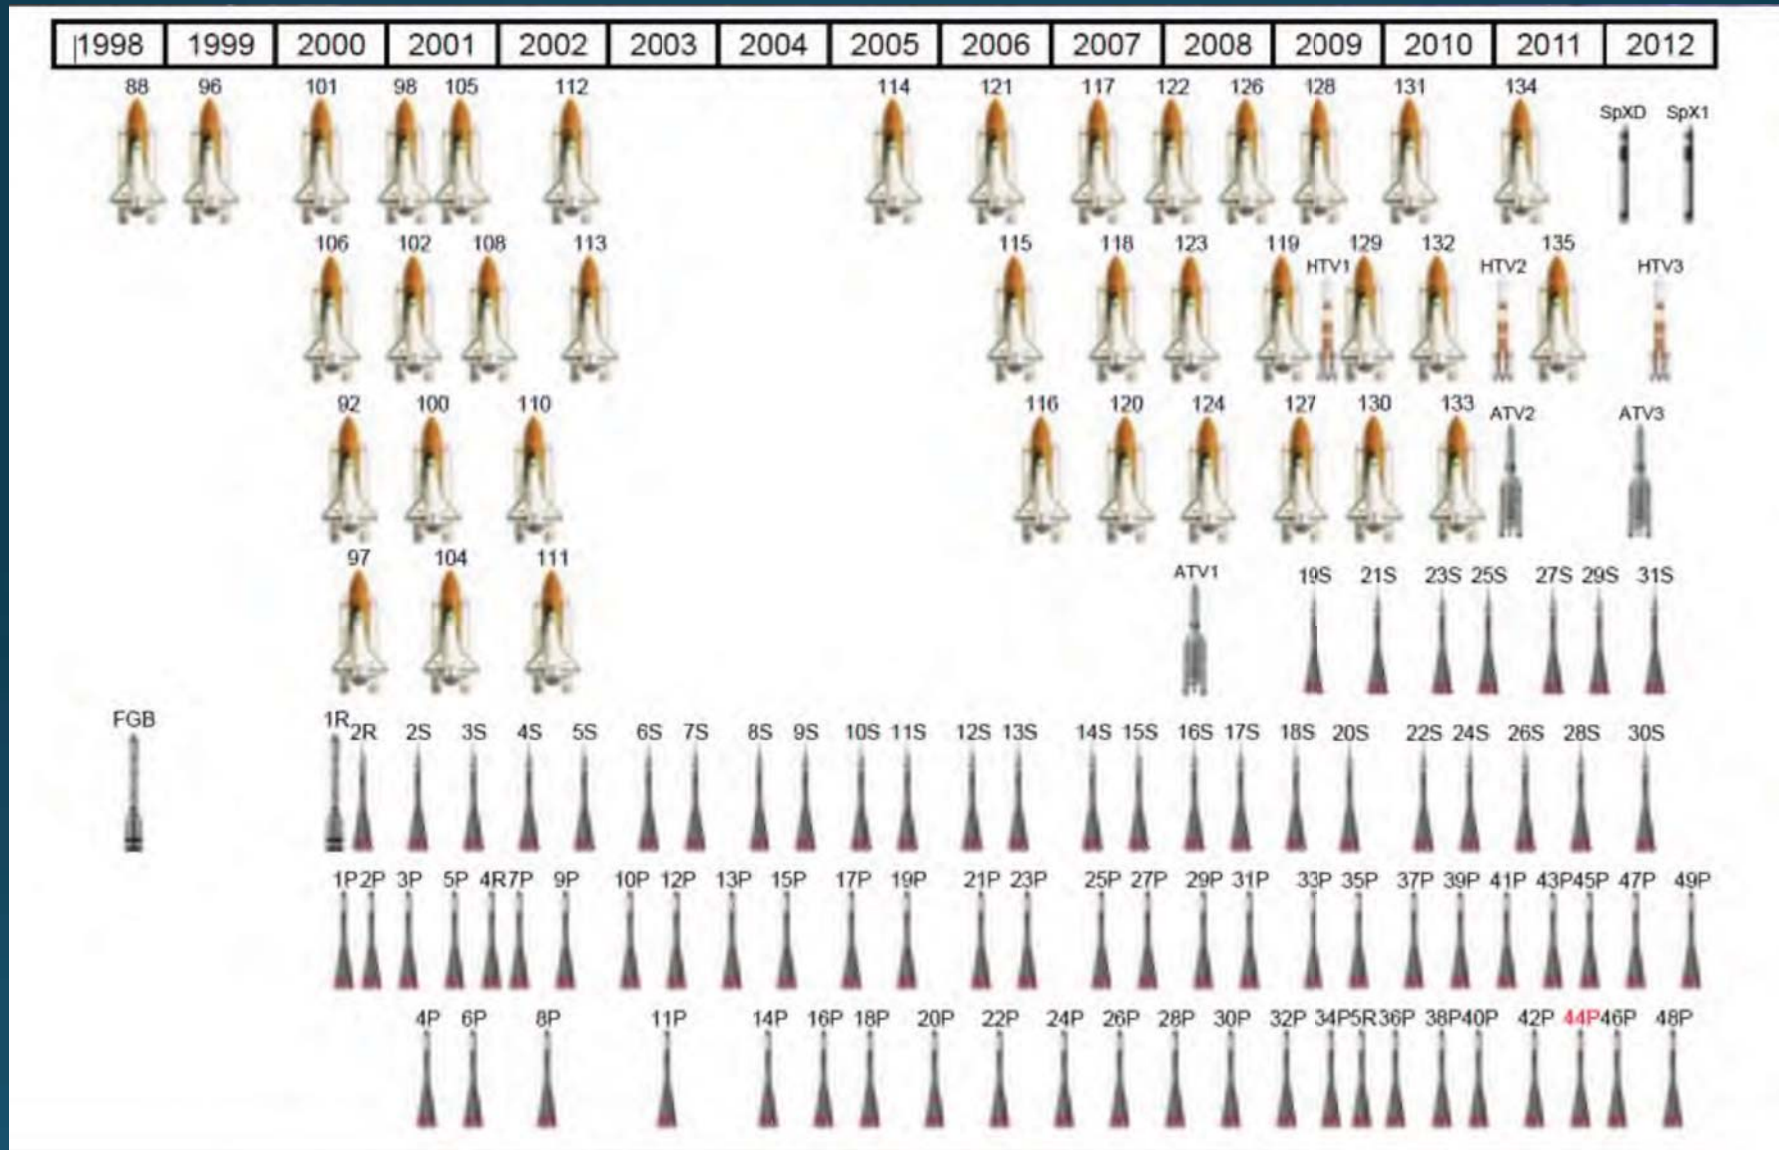 1998 1999 2000 2001 2002 2003 2004 2005 2006 2007 2008 2009 2010 2011 2012
88 96 101 98 105 112 114 121 117 122 126 128 131 134 SpXD SpX1
106 102 108 113 115 118 123 119 HTV1 129 132 HTV2 135 HTV3
92 100 110 116 120 124 127 130 133 ATV2 ATV3
97 104 111 ATV1 19S 21S 23S 25S 27S 29S 31S
FGB 1R 2R 2S 3S 4S 5S 6S 7S 8S 9S 10S 11S 12S 13S 14S 15S 16S 17S 18S 20S 22S 24S 26S 28S 30S
1P 2P 3P 5P 4R 7P 9P 10P 12P 13P 15P 17P 19P 21P 23P 25P 27P 29P 31P 33P 35P 37P 39P 41P 43P 45P 47P 49P
4P 6P 8P 11P 14P 16P 18P 20P 22P 24P 26P 28P 30P 32P 34P 5R 36P 38P 40P 42P 44P 46P 48P